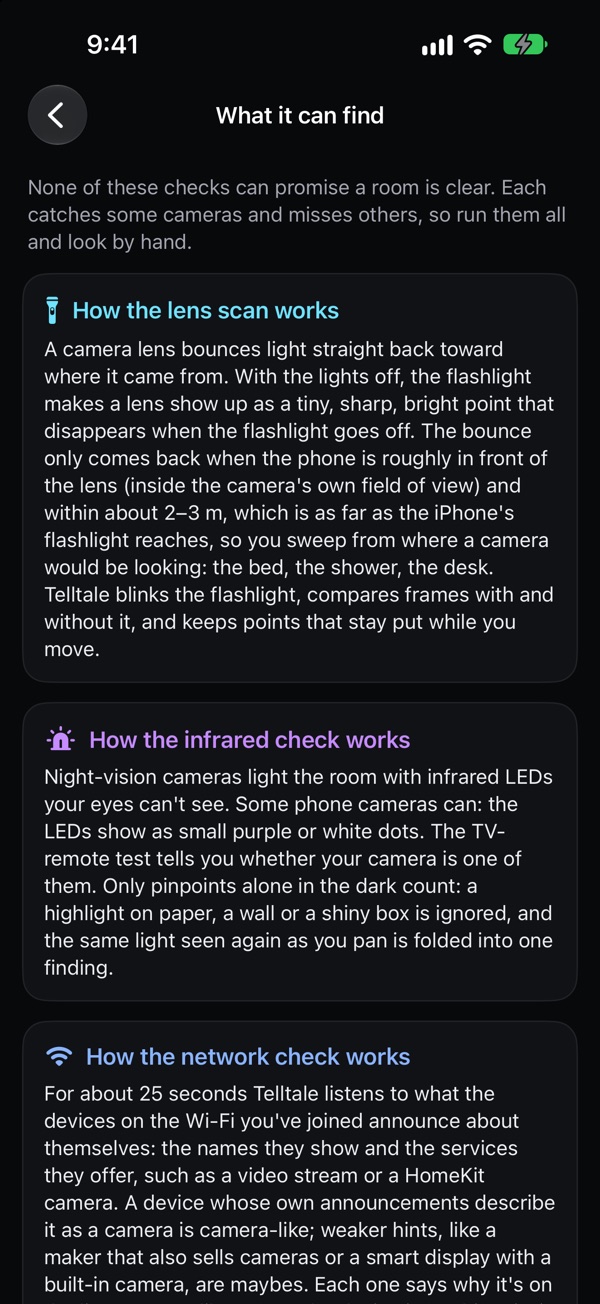 9:41
What it can find
None of these checks can promise a room is clear. Each
catches some cameras and misses others, so run them all
and look by hand.
How the lens scan works
A camera lens bounces light straight back toward
where it came from. With the lights off, the flashlight
makes a lens show up as a tiny, sharp, bright point that
disappears when the flashlight goes off. The bounce
only comes back when the phone is roughly in front of
the lens (inside the camera's own field of view) and
within about 2–3 m, which is as far as the iPhone's
flashlight reaches, so you sweep from where a camera
would be looking: the bed, the shower, the desk.
Telltale blinks the flashlight, compares frames with and
without it, and keeps points that stay put while you
move.
How the infrared check works
Night-vision cameras light the room with infrared LEDs
your eyes can't see. Some phone cameras can: the
LEDs show as small purple or white dots. The TV-
remote test tells you whether your camera is one of
them. Only pinpoints alone in the dark count: a
highlight on paper, a wall or a shiny box is ignored, and
the same light seen again as you pan is folded into one
finding.
How the network check works
For about 25 seconds Telltale listens to what the
devices on the Wi-Fi you've joined announce about
themselves: the names they show and the services
they offer, such as a video stream or a HomeKit
camera. A device whose own announcements describe
it as a camera is camera-like; weaker hints, like a
maker that also sells cameras or a smart display with a
built-in camera, are maybes. Each one says why it's on